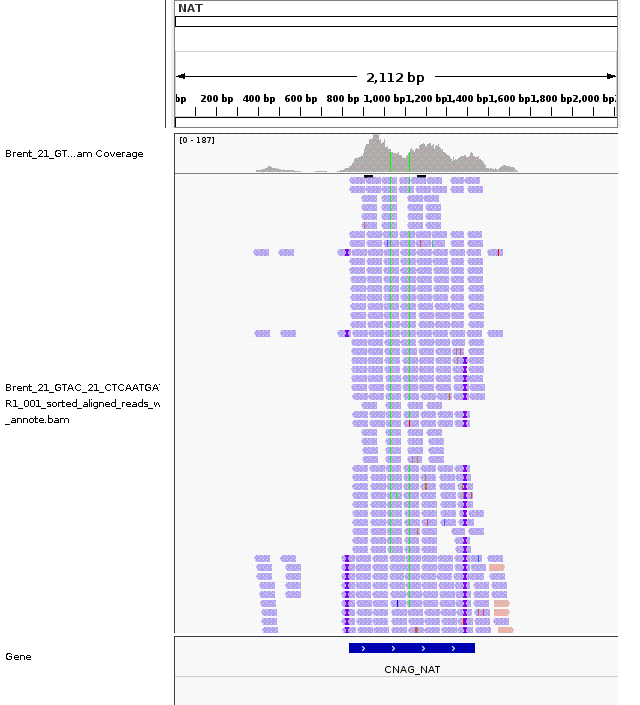 NAT
2,112 bp
bp 200 bp 400 bp 600 bp 800 bp 1,000 bp 1,200 bp 1,400 bp 1,600 bp 1,800 bp 2,000 bp
[0 - 187]
Brent_21_GT...am Coverage
Brent_21_GTAC_21_CTCAATGA
R1_001_sorted_aligned_reads_w
_annote.bam
Gene
CNAG_NAT